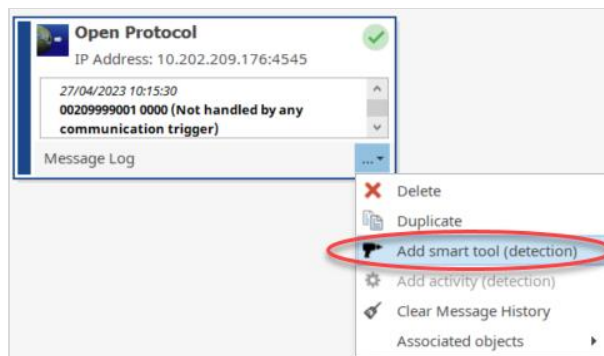 Open Protocol
IP Address: 10.202.209.176:4545
27/04/2023 10:15:30
00209999001 0000 (Not handled by any
communication trigger)
Message Log
...
Delete
Duplicate
Add smart tool (detection)
Add activity (detection)
Clear Message History
Associated objects